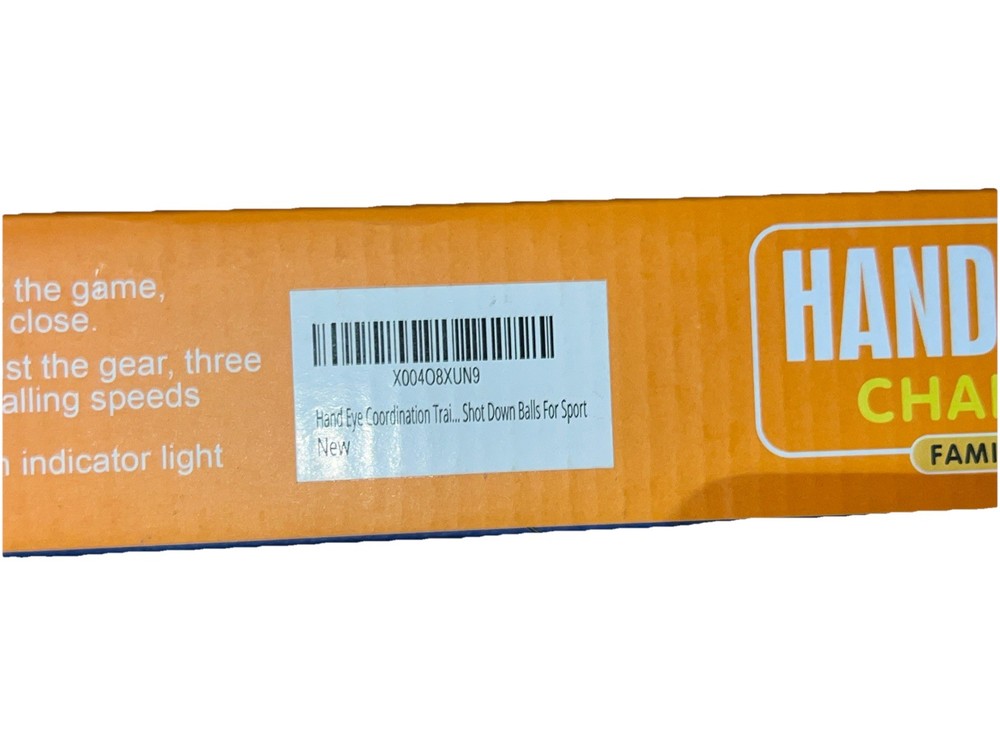 the game,
close.
st the gear, three
alling speeds
indicator light
X004O8XUN9
Hand Eye Coordination Trai... Shot Down Balls For Sport
New
HAND
CHA
FAMI